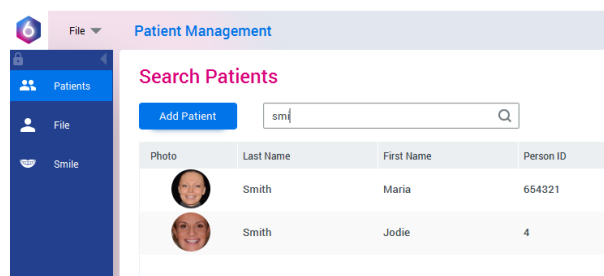 6 File Patient Management
Patients
File
Smile
Search Patients
Add Patient smi
Photo Last Name First Name Person ID
Smith Maria 654321
Smith Jodie 4